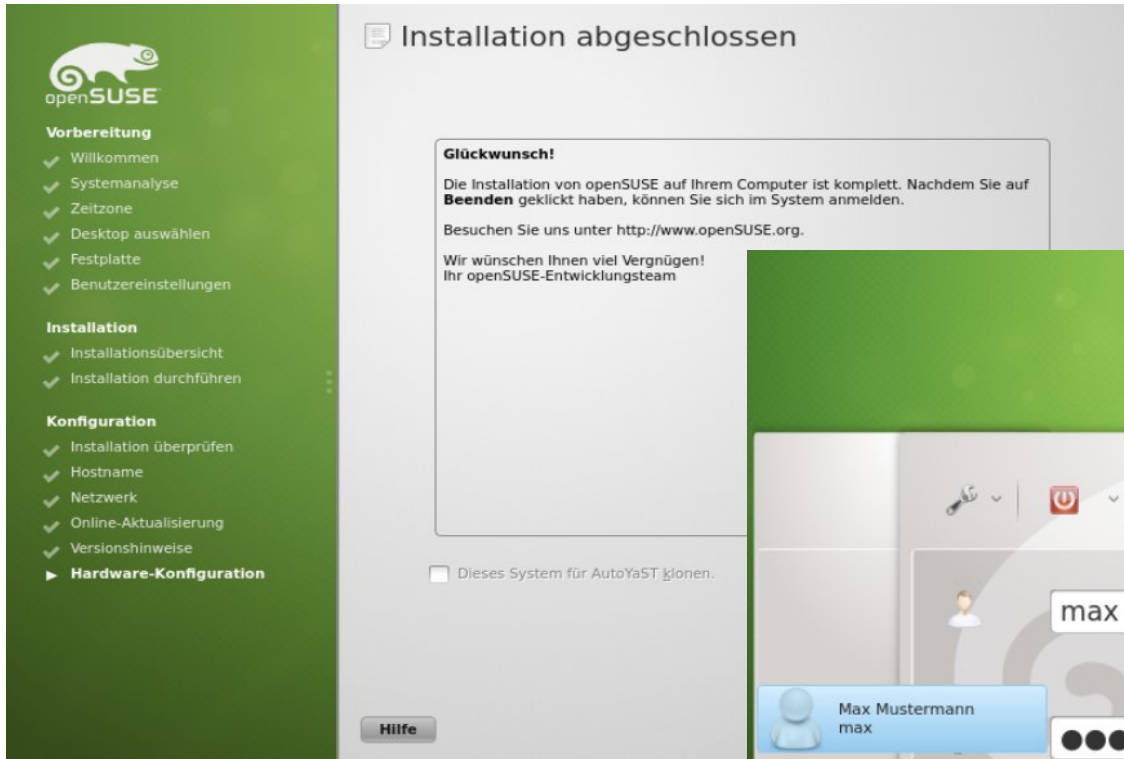 openSUSE
Vorbereitung
Willkommen
Systemanalyse
Zeitzone
Desktop auswählen
Festplatte
Benutzereinstellungen
Installation
Installationsübersicht
Installation durchführen
Konfiguration
Installation überprüfen
Hostname
Netzwerk
Online-Aktualisierung
Versionshinweise
Hardware-Konfiguration
Installation abgeschlossen
Glückwunsch!
Die Installation von openSUSE auf Ihrem Computer ist komplett. Nachdem Sie auf
Beenden geklickt haben, können Sie sich im System anmelden.
Besuchen Sie uns unter http://www.openSUSE.org.
Wir wünschen Ihnen viel Vergnügen!
Ihr openSUSE-Entwicklungsteam
Dieses System für AutoYaST klonen.
Hilfe
max
Max Mustermann
max